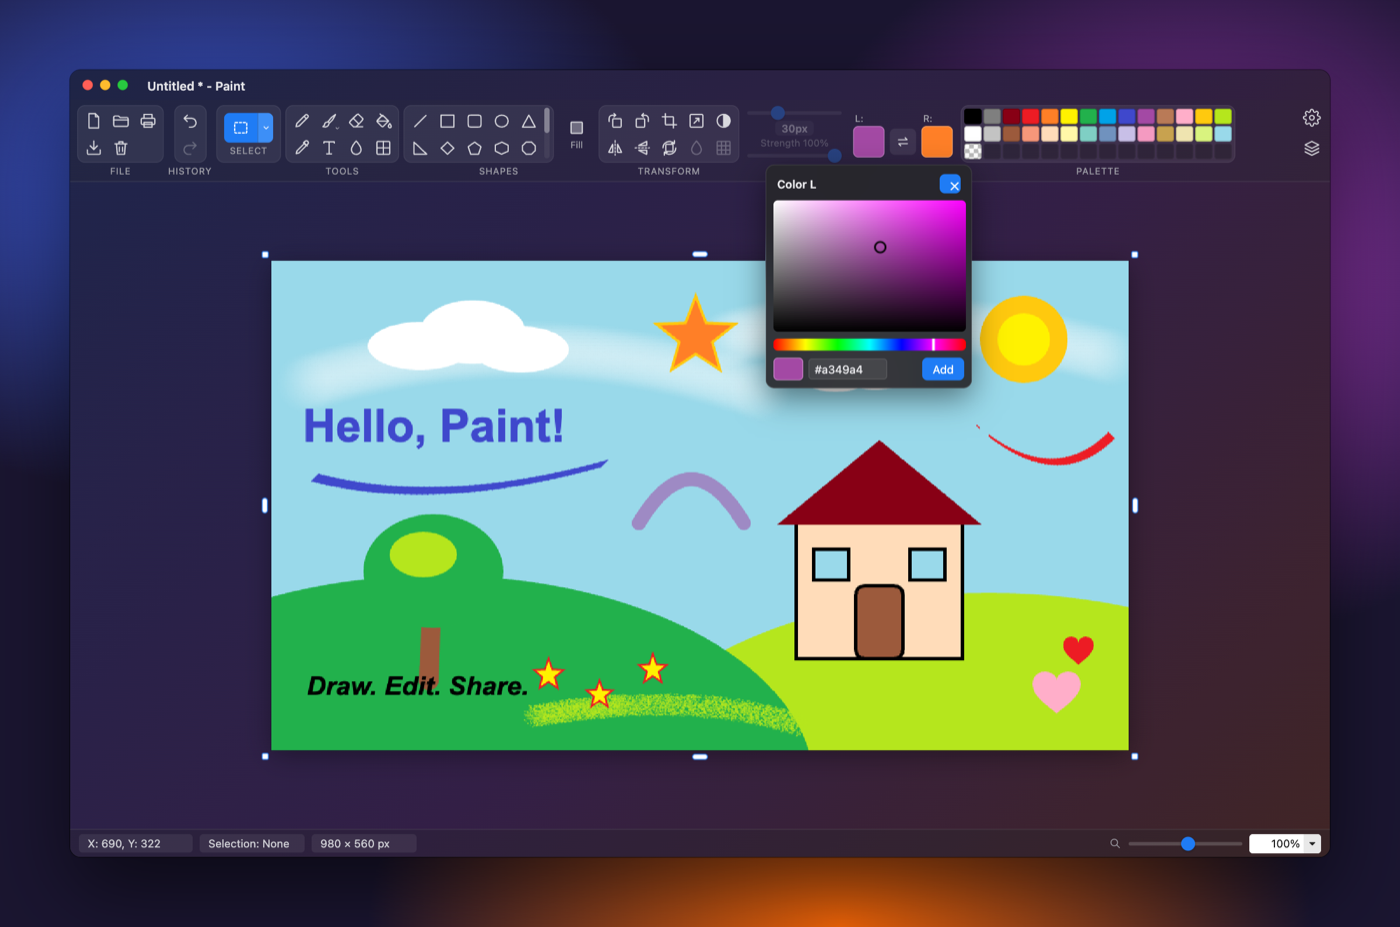 Untitled * - Paint
L:
R:
30px
Strength 100%
Fill
SELECT
FILE
HISTORY
TOOLS
SHAPES
TRANSFORM
PALETTE
Color L
#a349a4
Add
Hello, Paint!
Draw. Edit. Share.
X: 690, Y: 322
Selection: None
980 × 560 px
100%